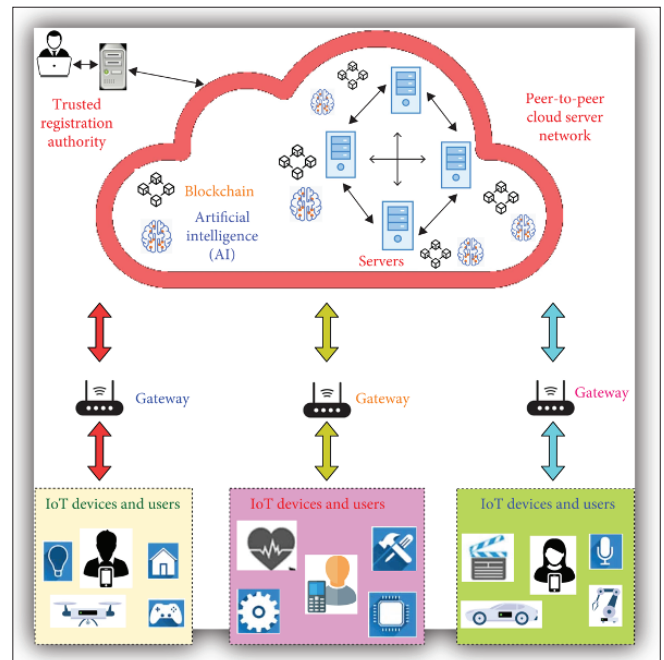 Trusted
registration
authority
Peer-to-peer
cloud server
network
Blockchain
Artificial
intelligence
(AI)
Servers
Gateway
Gateway
Gateway
IoT devices and users
IoT devices and users
IoT devices and users